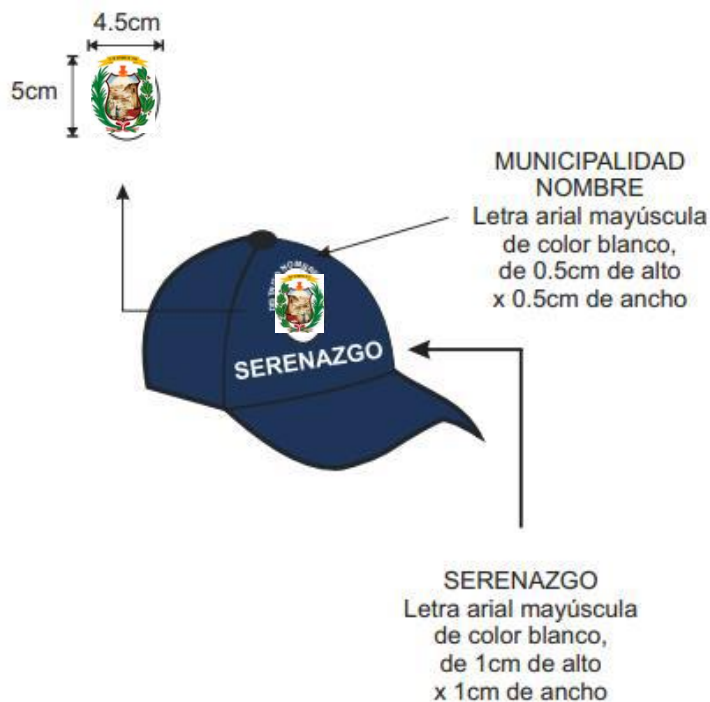 4.5cm
5cm
MUNICIPALIDAD
NOMBRE
Letra arial mayúscula
de color blanco,
de 0.5cm de alto
x 0.5cm de ancho
NOMBRE
SERENAZGO
SERENAZGO
Letra arial mayúscula
de color blanco,
de 1cm de alto
x 1cm de ancho